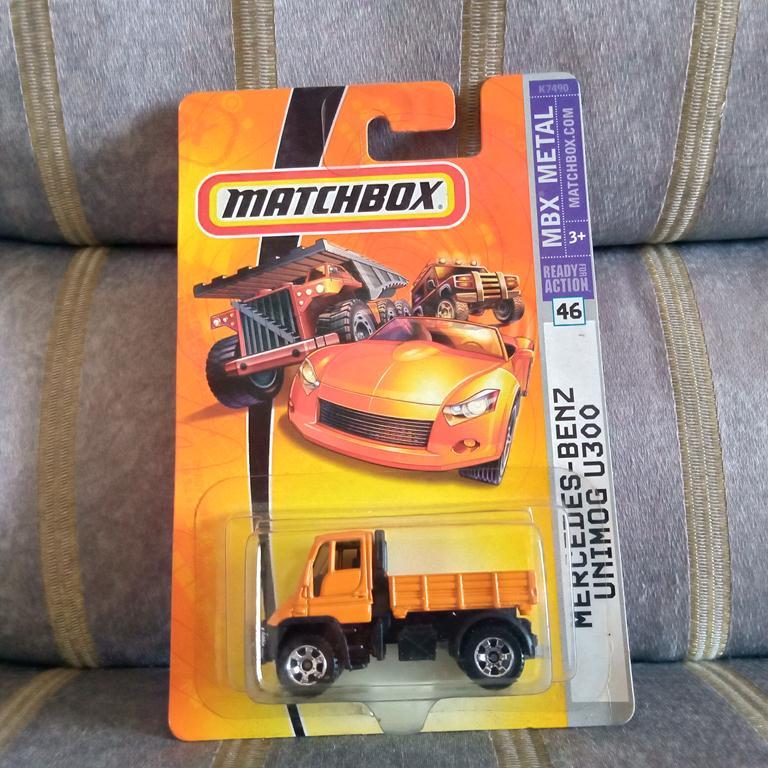 MATCHBOX®
K7490
MBX® METAL
MATCHBOX.COM
3+
READY FOR ACTION
46
MERCEDES-BENZ
UNIMOG U300